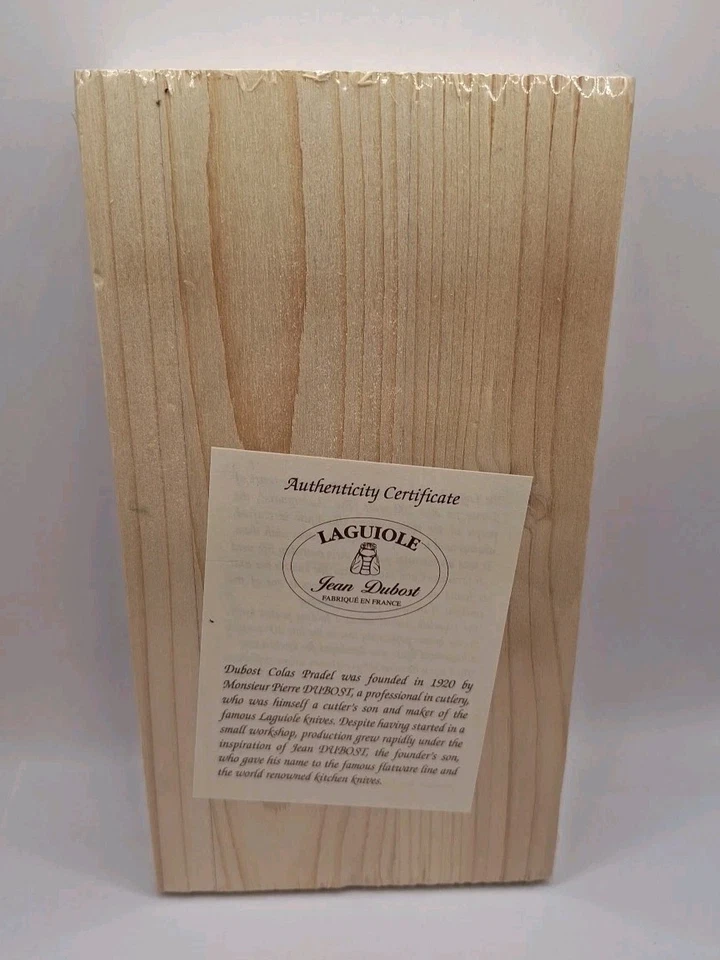 Authenticity Certificate
LAGUIOLE
Jean Dubost
FABRIQUÉ EN FRANCE
Dubost Colas Pradel was founded in 1920 by
Monsieur Pierre DUBOST, a professional in cutlery,
who was himself a cutler's son and maker of the
famous Laguiole knives. Despite having started in a
small workshop, production grew rapidly under the
inspiration of Jean DUBOST, the founder's son,
who gave his name to the famous flatware line and
the world renowned kitchen knives.